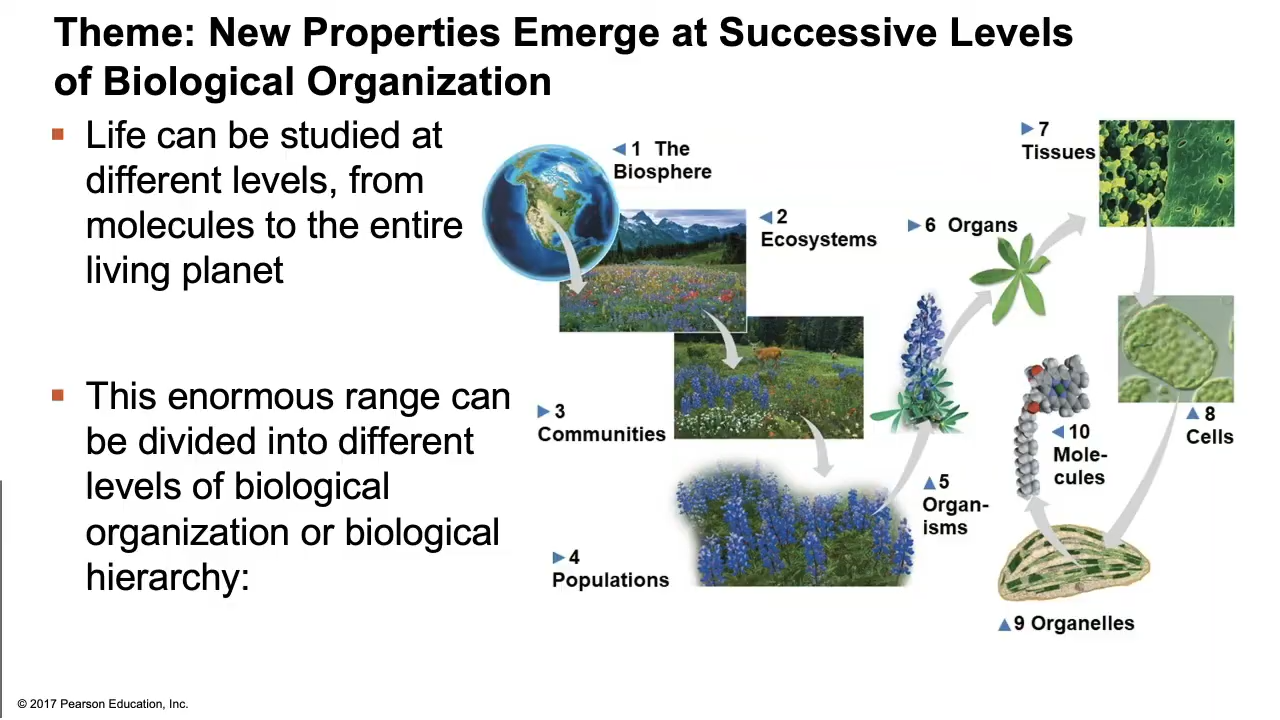 Theme: New Properties Emerge at Successive Levels
of Biological Organization
▪ Life can be studied at
different levels, from
molecules to the entire
living planet
▪ This enormous range can
be divided into different
levels of biological
organization or biological
hierarchy:
◀1 The
Biosphere
◀2
Ecosystems
▶3
Communities
▶4
Populations
▲5
Organ-
isms
▶6 Organs
▶7
Tissues
▲8
Cells
▲9 Organelles
◀10
Mole-
cules
© 2017 Pearson Education, Inc.